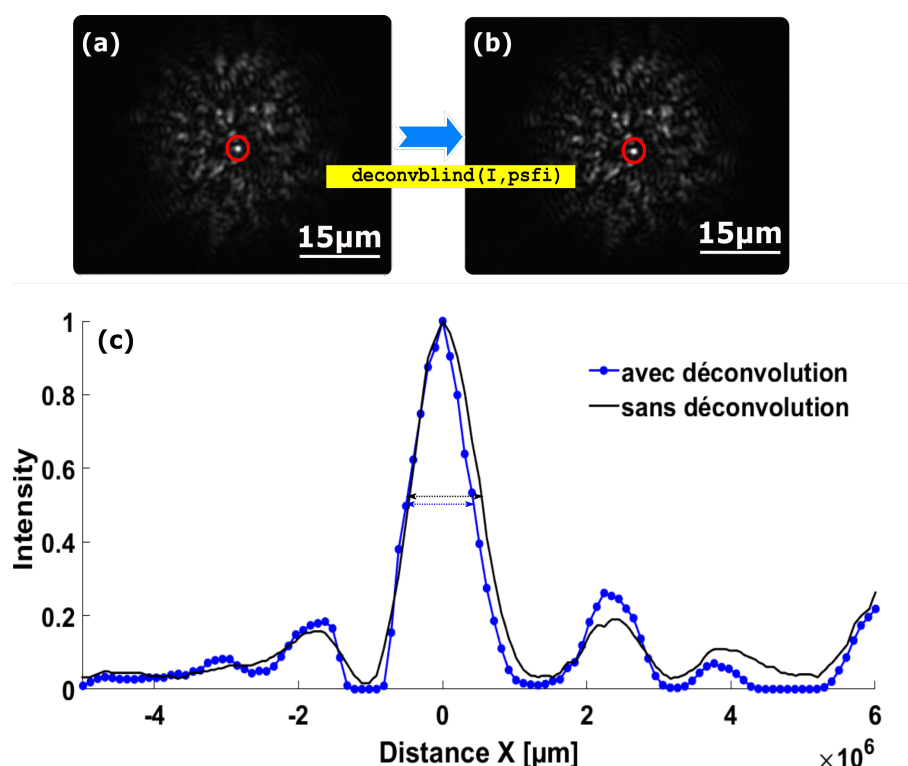 (a)
(b)
deconvblind(I,psfi)
15µm
15µm
(c)
avec déconvolution
sans déconvolution
Intensity
1
0.8
0.6
0.4
0.2
0
-4
-2
0
2
4
6
Distance X [µm]
×10⁶